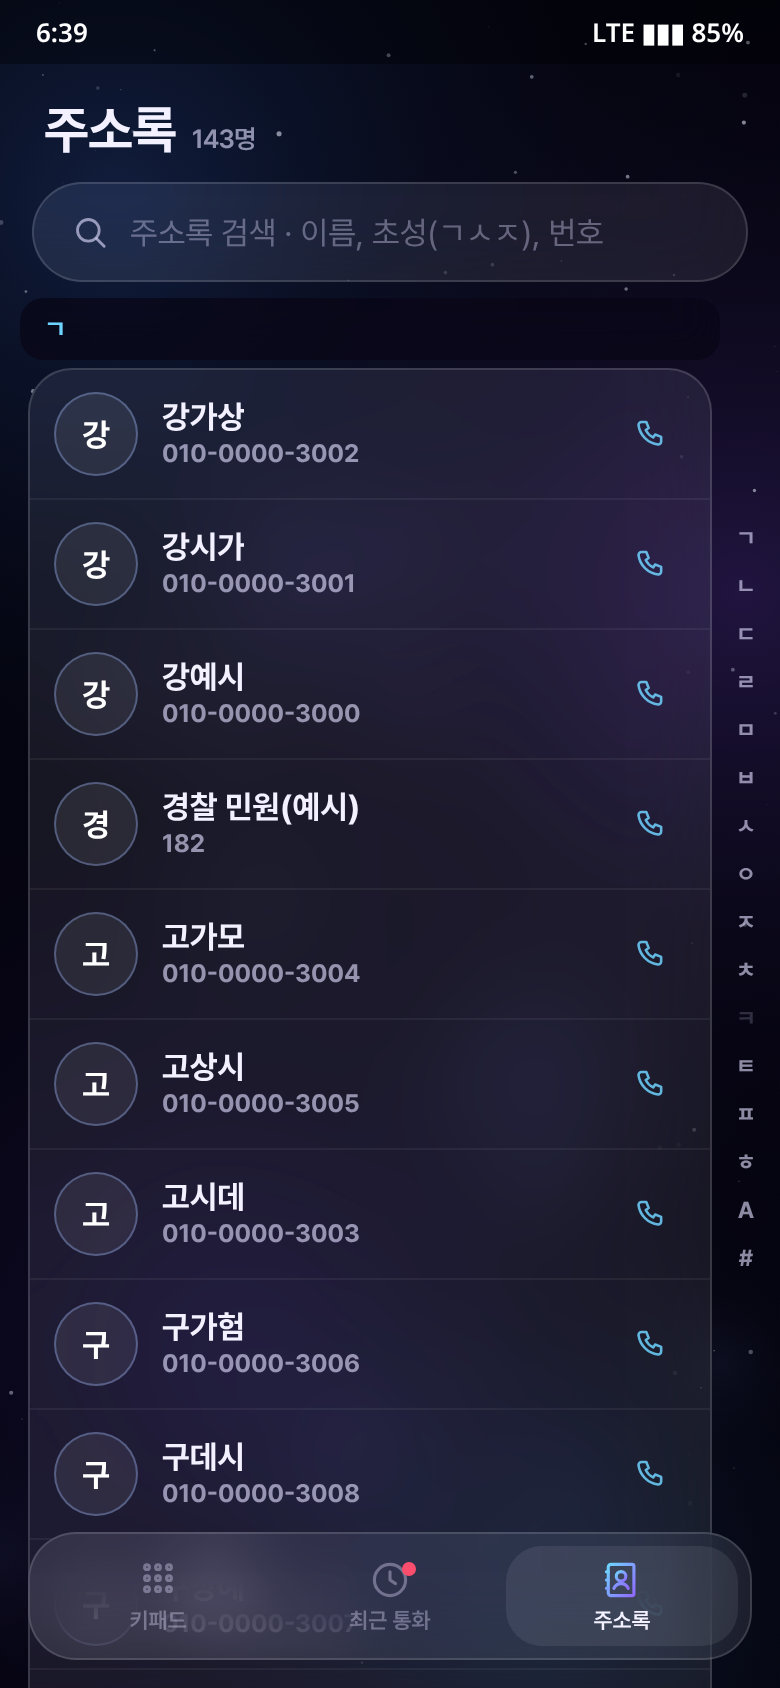 6:39
LTE 85%
주소록 143명
주소록 검색 · 이름, 초성(ㄱㅅㅈ), 번호
ㄱ
강 강가상
010-0000-3002
강 강시가
010-0000-3001
강 강예시
010-0000-3000
경 경찰 민원(예시)
182
고 고가모
010-0000-3004
고 고상시
010-0000-3005
고 고시데
010-0000-3003
구 구가험
010-0000-3006
구 구데시
010-0000-3008
구
010-0000-3007
키패드
최근 통화
주소록
ㄱ
ㄴ
ㄷ
ㄹ
ㅁ
ㅂ
ㅅ
ㅇ
ㅈ
ㅊ
ㅋ
ㅌ
ㅍ
ㅎ
A
#